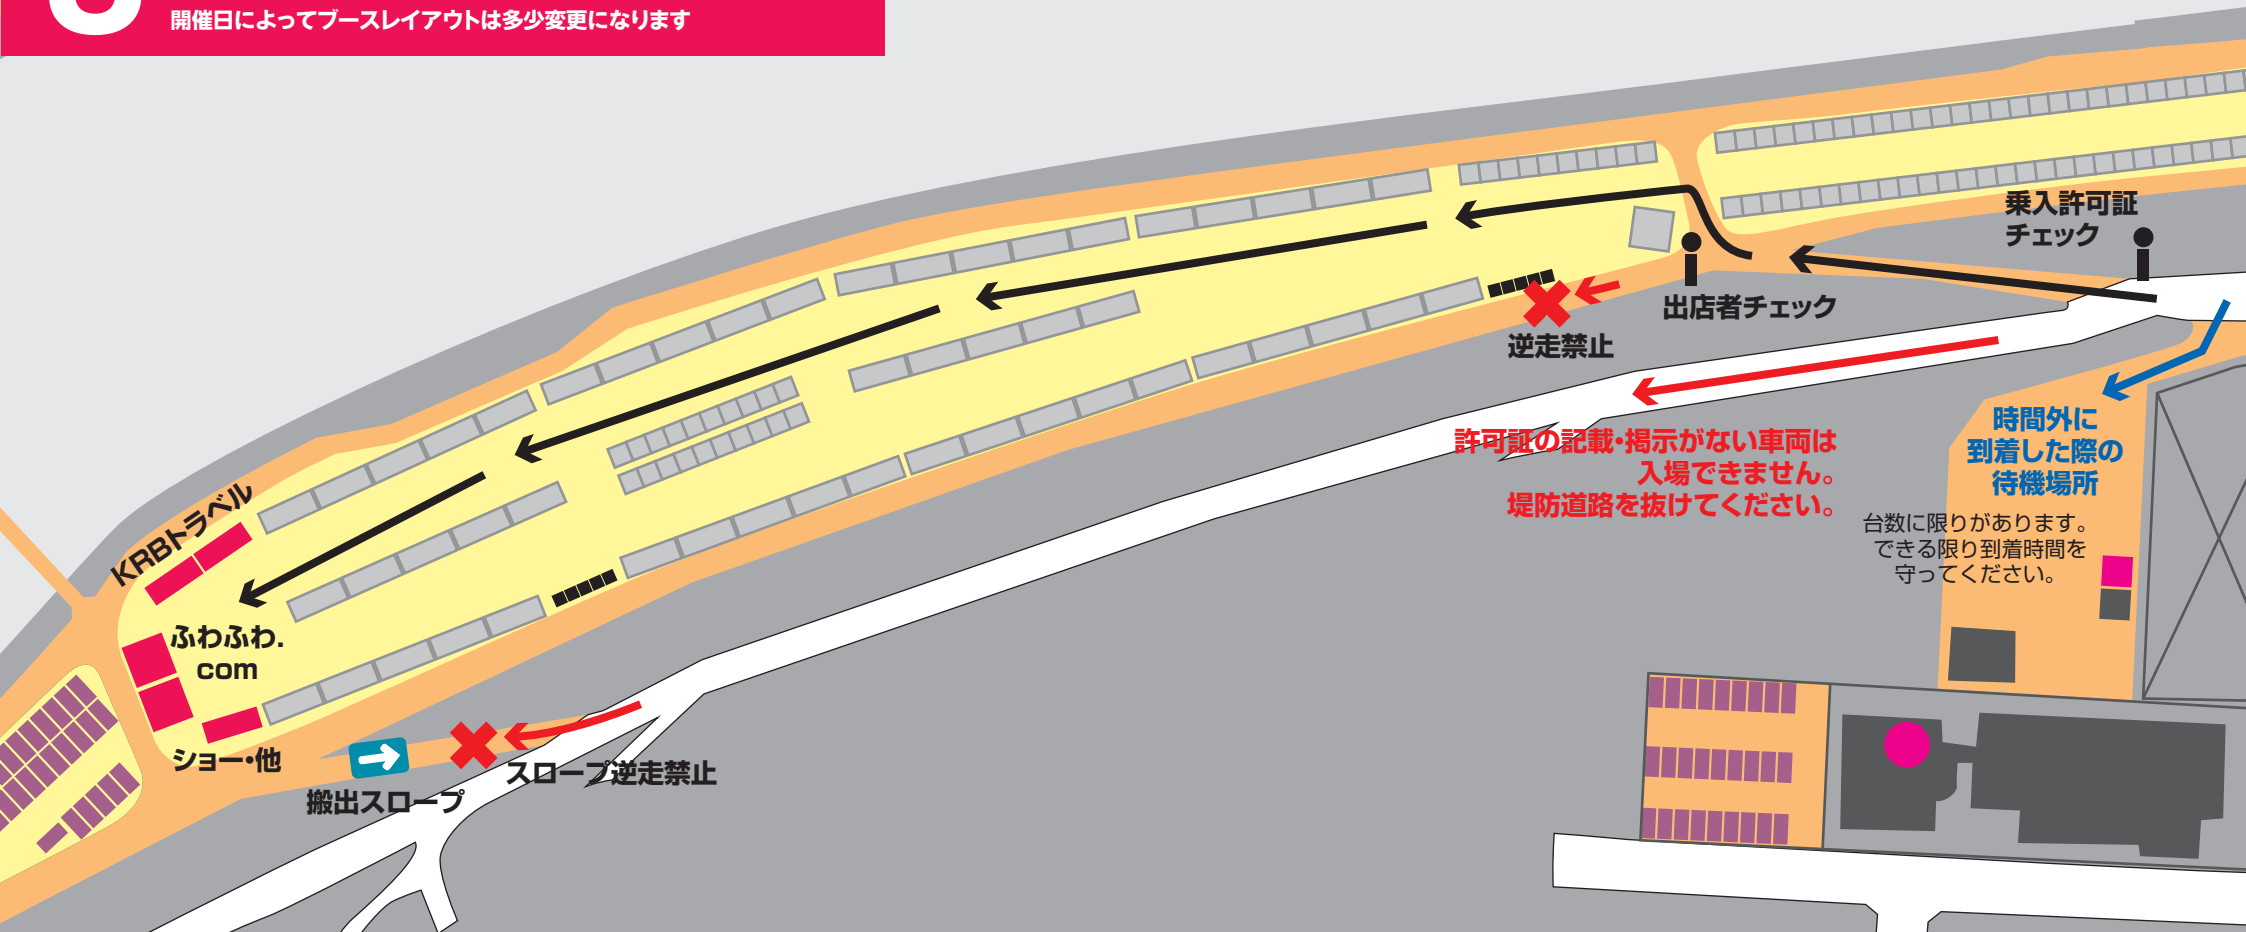 開催日によってブースレイアウトは多少変更になります
乗入許可証
チェック
出店者チェック
逆走禁止
許可証の記載・掲示がない車両は
入場できません。
堤防道路を抜けてください。
時間外に
到着した際の
待機場所
台数に限りがあります。
できる限り到着時間を
守ってください。
KRBトラベル
ふわふわ.
com
ショー・他
搬出スロープ
スロープ逆走禁止